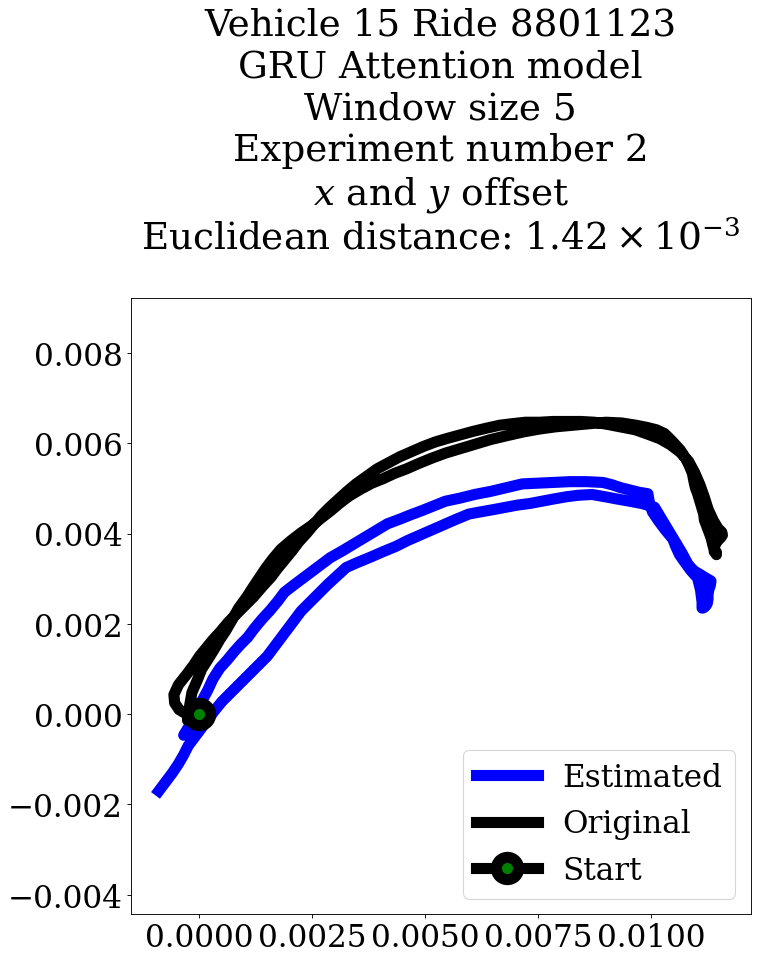 Vehicle 15 Ride 8801123
GRU Attention model
Window size 5
Experiment number 2
x and y offset
Euclidean distance: 1.42 × 10⁻³
0.008
0.006
0.004
0.002
0.000
−0.002
−0.004
Estimated
Original
Start
0.0000 0.0025 0.0050 0.0075 0.0100